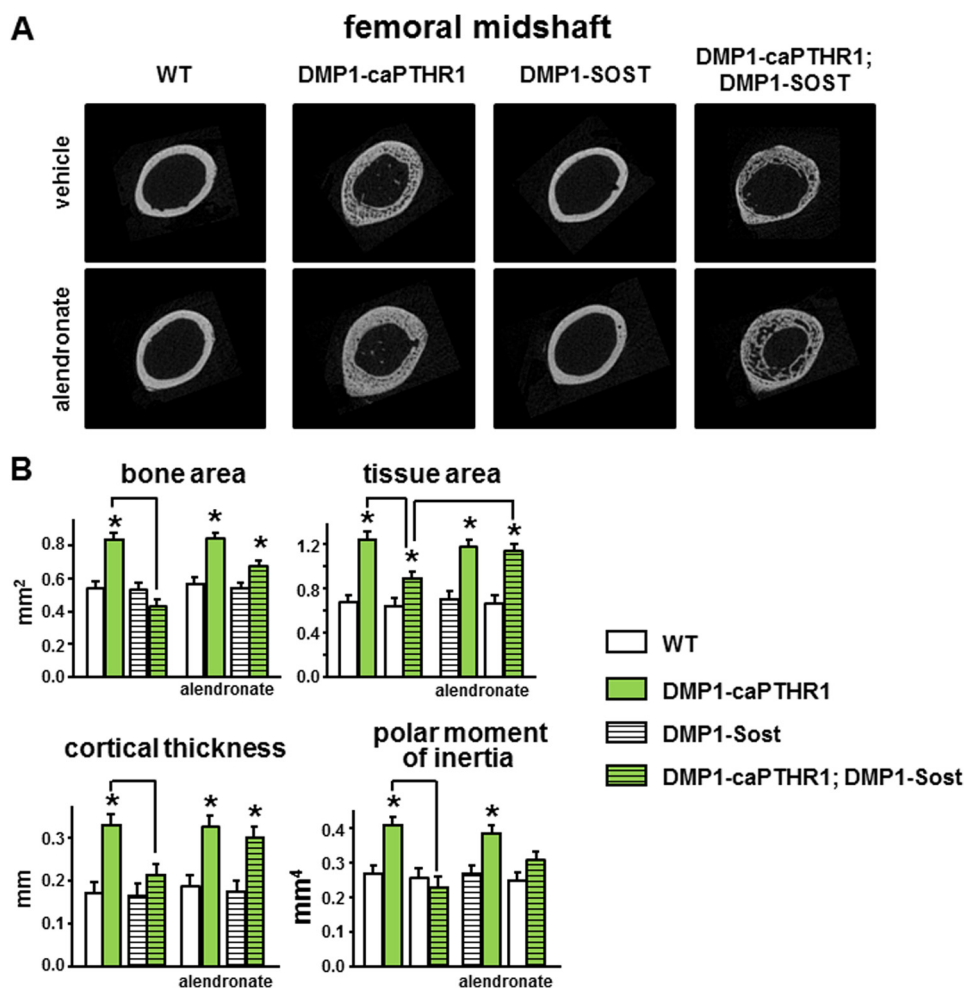 A
femoral midshaft
WT
DMP1-caPTHR1
DMP1-SOST
DMP1-caPTHR1;
DMP1-SOST
vehicle
alendronate
B
bone area
mm2
0.8
0.6
0.4
0.2
0.0
*
*
*
alendronate
tissue area
1.2
0.8
0.4
0.0
*
*
*
*
alendronate
cortical thickness
mm
0.3
0.2
0.1
0.0
*
*
*
alendronate
polar moment
of inertia
mm4
0.4
0.3
0.2
0.1
0.0
*
*
alendronate
WT
DMP1-caPTHR1
DMP1-Sost
DMP1-caPTHR1; DMP1-Sost